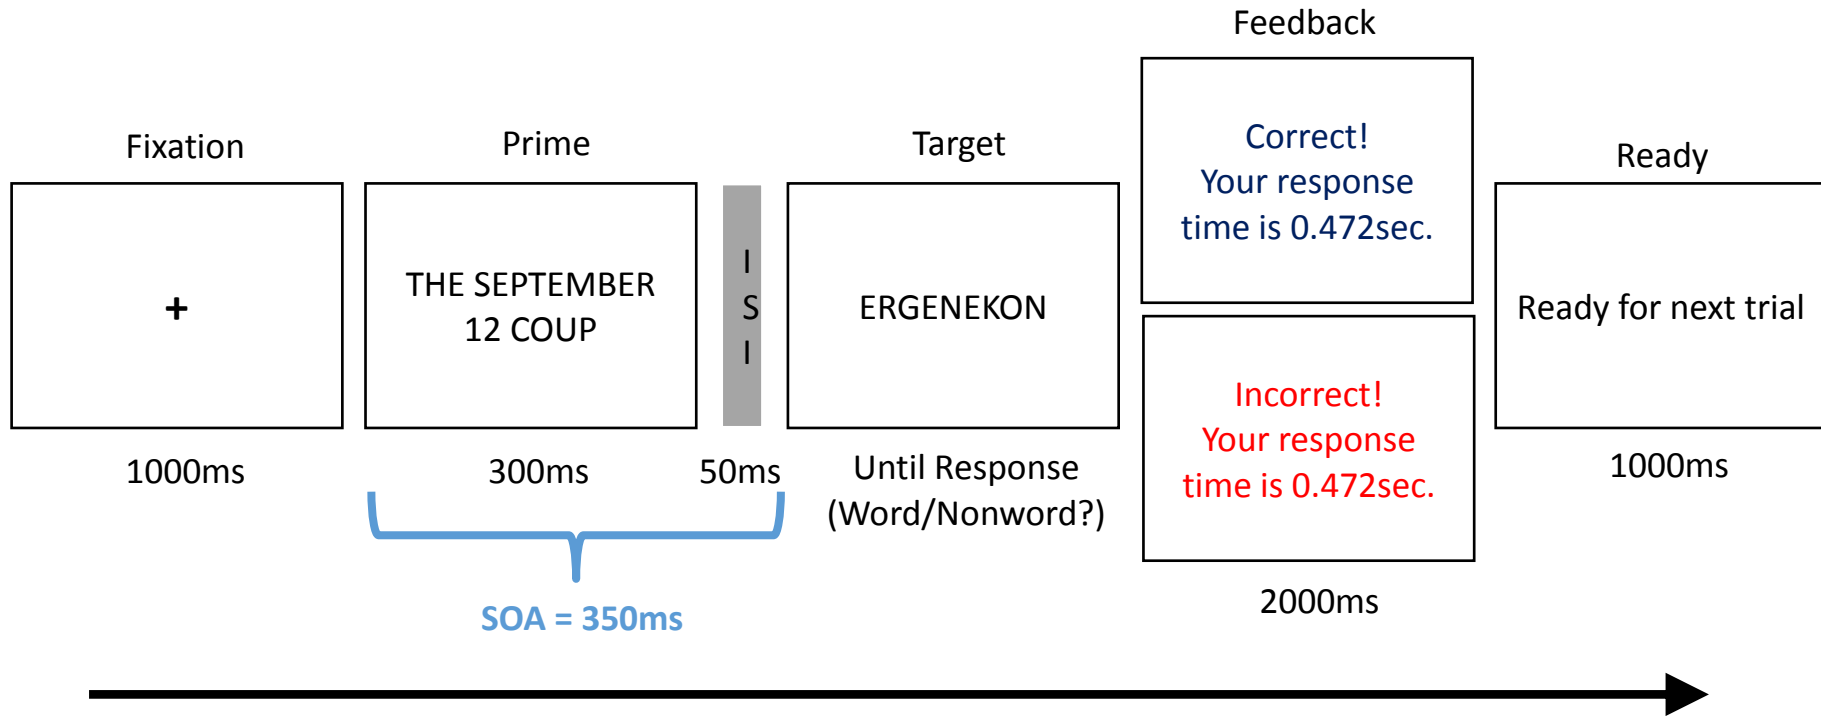 Fixation
+
1000ms
Prime
THE SEPTEMBER
12 COUP
300ms
I
S
I
50ms
SOA = 350ms
Target
ERGENEKON
Until Response
(Word/Nonword?)
Feedback
Correct!
Your response
time is 0.472sec.
Incorrect!
Your response
time is 0.472sec.
2000ms
Ready
Ready for next trial
1000ms